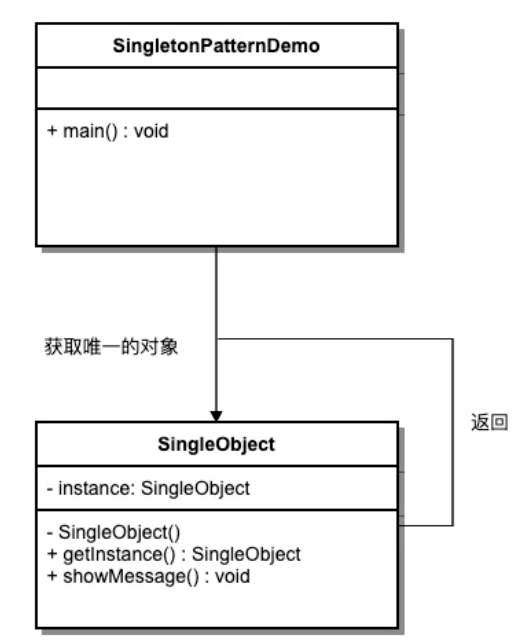 SingletonPatternDemo
+ main() : void
获取唯一的对象
返回
SingleObject
- instance: SingleObject
- SingleObject()
+ getInstance() : SingleObject
+ showMessage() : void